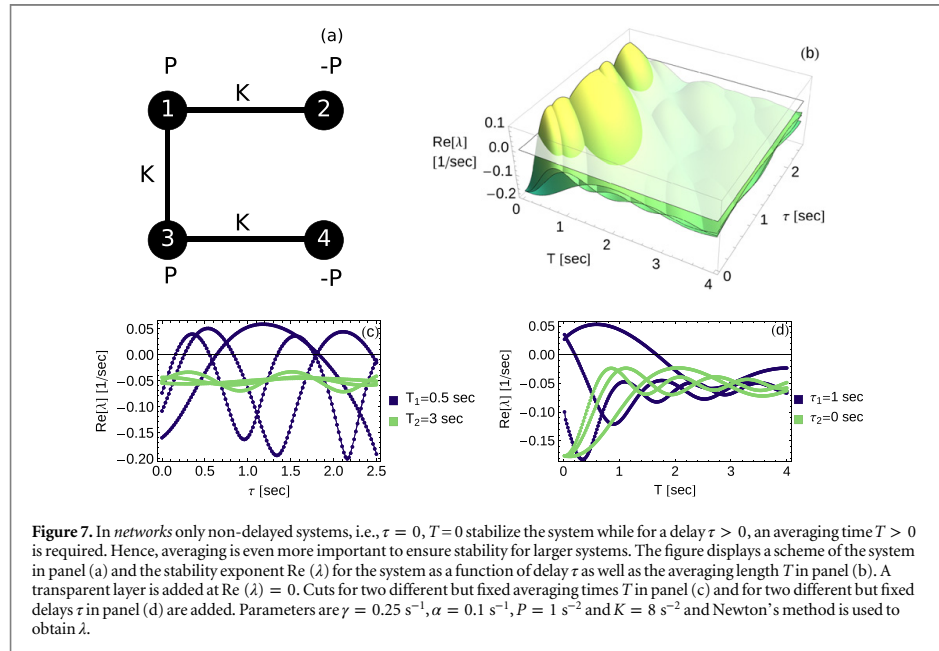 (a)
P
-P
K
1
2
K
K
3
4
P
-P
(b)
0.1
Re[λ]
0.0
[1/sec]
−0.1
−0.2
0
1
2
3
4
T [sec]
0
1
2
τ [sec]
(c)
0.05
0.00
−0.05
−0.10
−0.15
−0.20
Re[λ] [1/sec]
0.0 0.5 1.0 1.5 2.0 2.5
τ [sec]
T₁=0.5 sec
T₂=3 sec
(d)
0.05
0.00
−0.05
−0.10
−0.15
Re[λ] [1/sec]
0 1 2 3 4
T [sec]
τ₁=1 sec
τ₂=0 sec
Figure 7. In networks only non-delayed systems, i.e., τ = 0, T = 0 stabilize the system while for a delay τ > 0, an averaging time T > 0
is required. Hence, averaging is even more important to ensure stability for larger systems. The figure displays a scheme of the system
in panel (a) and the stability exponent Re (λ) for the system as a function of delay τ as well as the averaging length T in panel (b). A
transparent layer is added at Re (λ) = 0. Cuts for two different but fixed averaging times T in panel (c) and for two different but fixed
delays τ in panel (d) are added. Parameters are γ = 0.25 s⁻¹, α = 0.1 s⁻¹, P = 1 s⁻² and K = 8 s⁻² and Newton's method is used to
obtain λ.